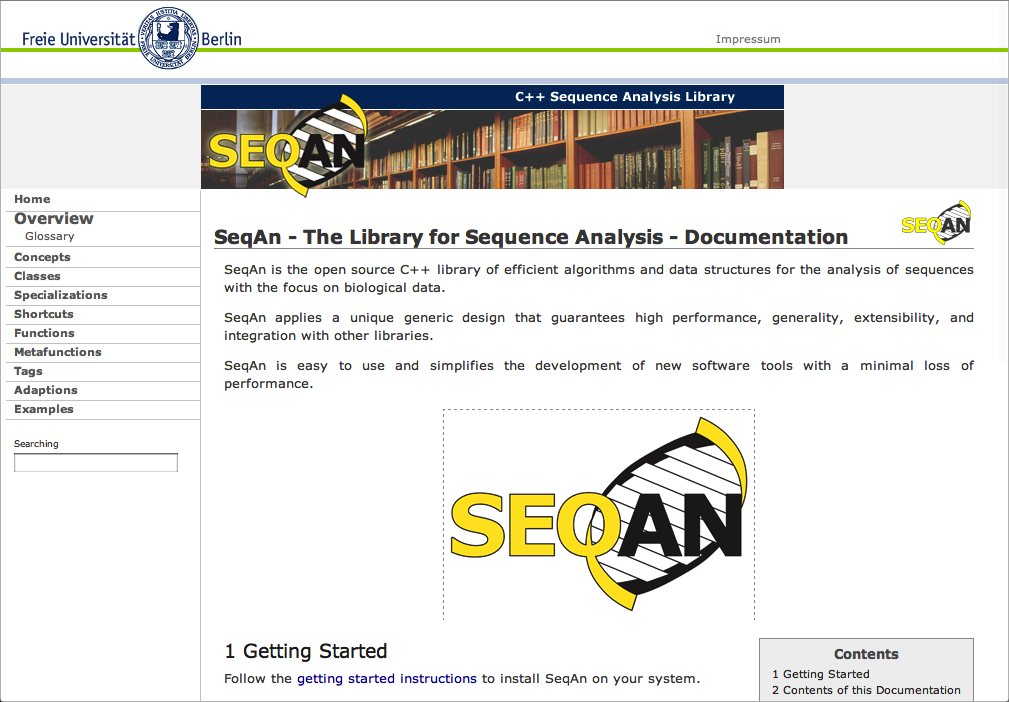 Freie Universität Berlin
Impressum
C++ Sequence Analysis Library
SEQAN
Home
Overview
Glossary
Concepts
Classes
Specializations
Shortcuts
Functions
Metafunctions
Tags
Adaptions
Examples
Searching
SeqAn - The Library for Sequence Analysis - Documentation
SEQAN
SeqAn is the open source C++ library of efficient algorithms and data structures for the analysis of sequences
with the focus on biological data.
SeqAn applies a unique generic design that guarantees high performance, generality, extensibility, and
integration with other libraries.
SeqAn is easy to use and simplifies the development of new software tools with a minimal loss of
performance.
SEQAN
1 Getting Started
Follow the getting started instructions to install SeqAn on your system.
Contents
1 Getting Started
2 Contents of this Documentation